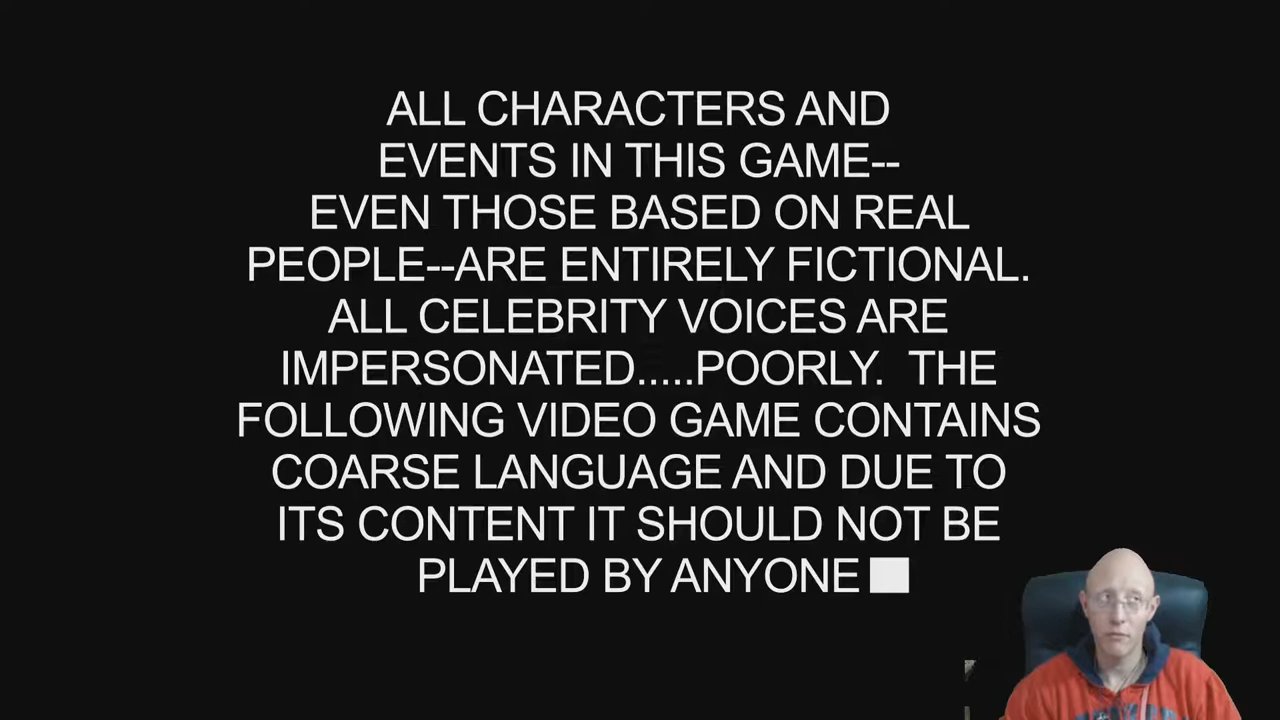 ALL CHARACTERS AND
EVENTS IN THIS GAME--
EVEN THOSE BASED ON REAL
PEOPLE--ARE ENTIRELY FICTIONAL.
ALL CELEBRITY VOICES ARE
IMPERSONATED.....POORLY.  THE
FOLLOWING VIDEO GAME CONTAINS
COARSE LANGUAGE AND DUE TO
ITS CONTENT IT SHOULD NOT BE
PLAYED BY ANYONE